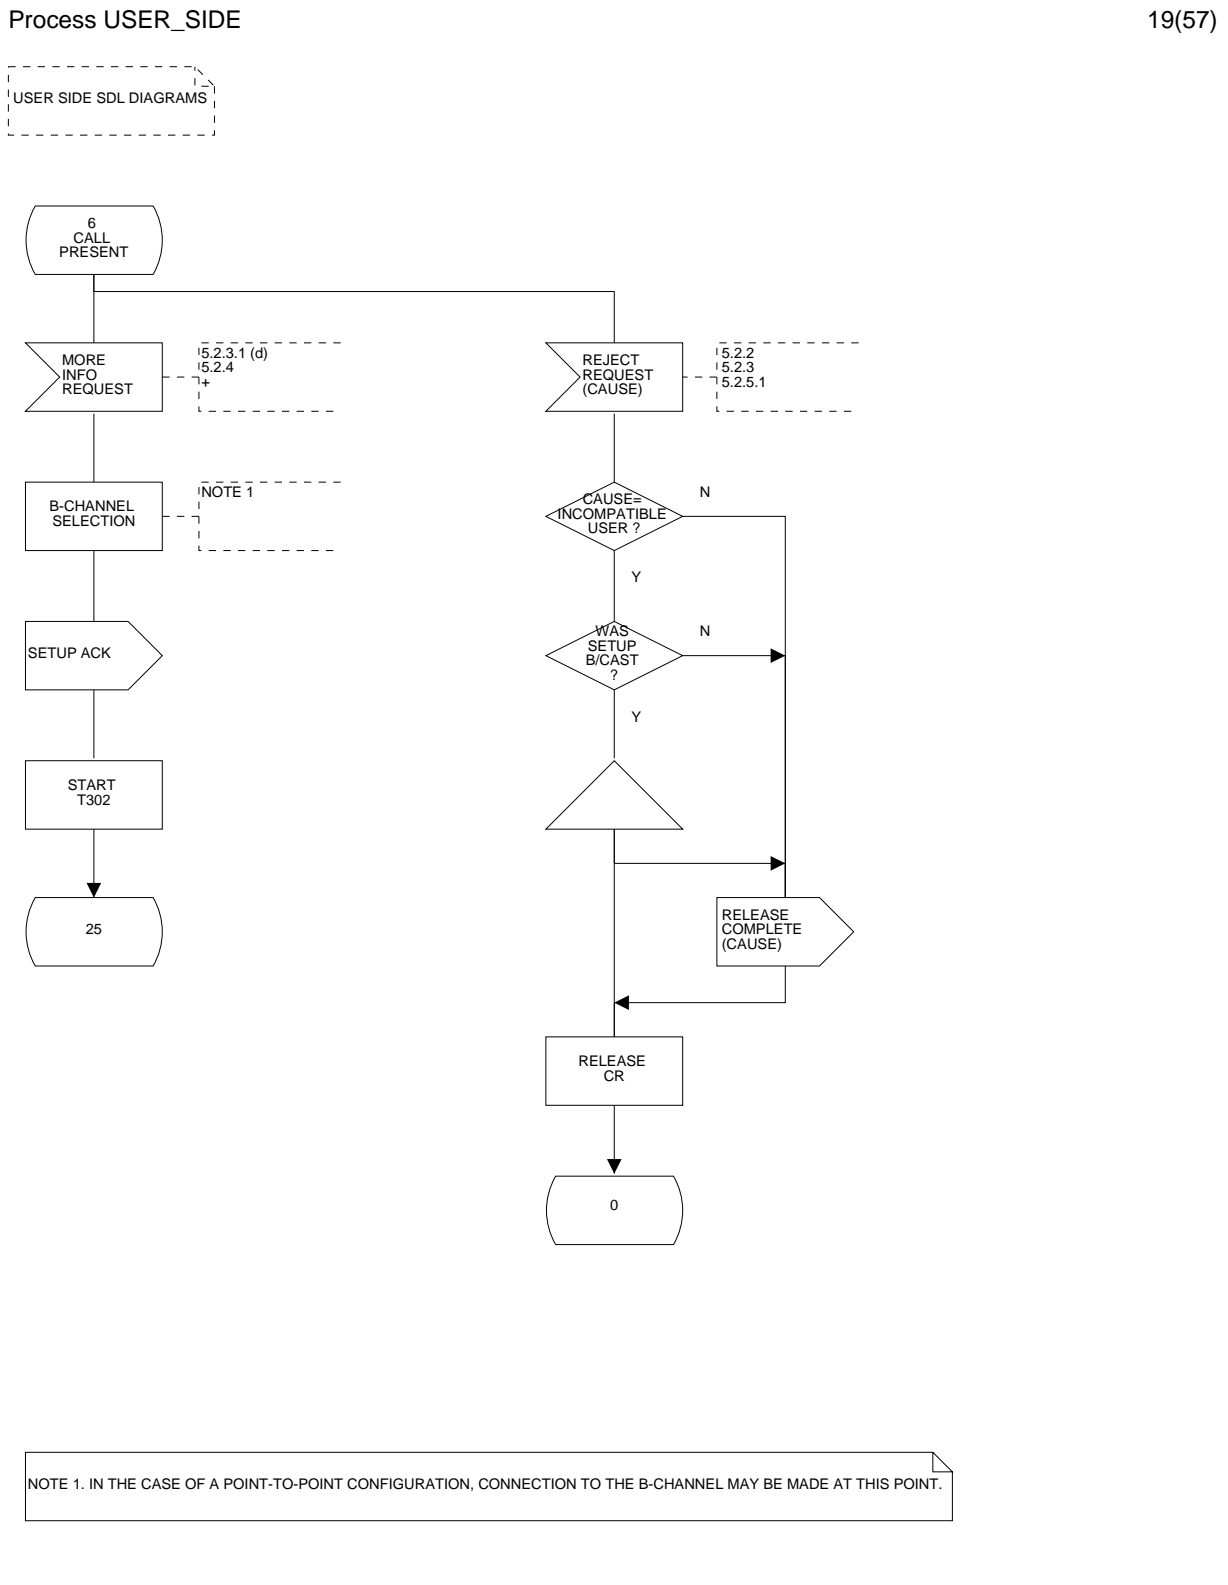 Process USER_SIDE
19(57)
USER SIDE SDL DIAGRAMS
6
CALL
PRESENT
MORE
INFO
REQUEST
5.2.3.1 (d)
5.2.4
+
REJECT
REQUEST
(CAUSE)
5.2.2
5.2.3
5.2.5.1
B-CHANNEL
SELECTION
NOTE 1
CAUSE=
INCOMPATIBLE
USER ?
N
Y
SETUP ACK
WAS
SETUP
B/CAST
?
N
Y
START
T302
25
RELEASE
COMPLETE
(CAUSE)
RELEASE
CR
0
NOTE 1. IN THE CASE OF A POINT-TO-POINT CONFIGURATION, CONNECTION TO THE B-CHANNEL MAY BE MADE AT THIS POINT.